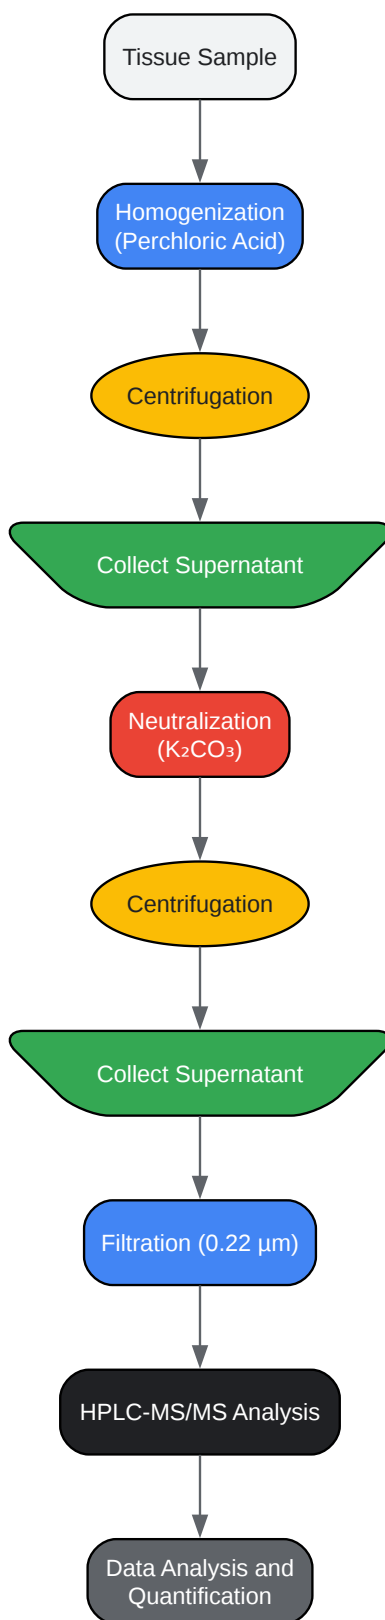 Tissue Sample
Homogenization
(Perchloric Acid)
Centrifugation
Collect Supernatant
Neutralization
(K₂CO₃)
Centrifugation
Collect Supernatant
Filtration (0.22 µm)
HPLC-MS/MS Analysis
Data Analysis and
Quantification